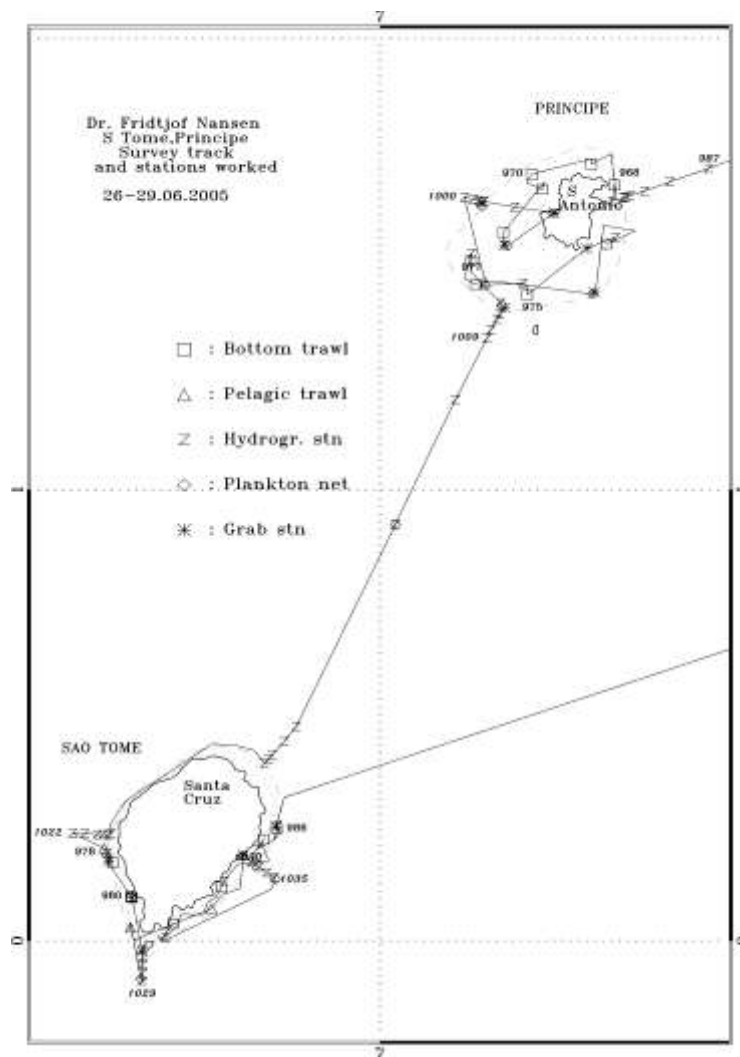 7
Dr. Fridtjof Nansen
S Tome,Principe
Survey track
and stations worked
26-29.06.2005
PRINCIPE
970
968
987
1000
S
Antonio
975
1009
□ : Bottom trawl
△ : Pelagic trawl
Z : Hydrogr. stn
◇ : Plankton net
✳ : Grab stn
1
SAO TOME
Santa
Cruz
1022
986
978
1035
980
0
1029
7